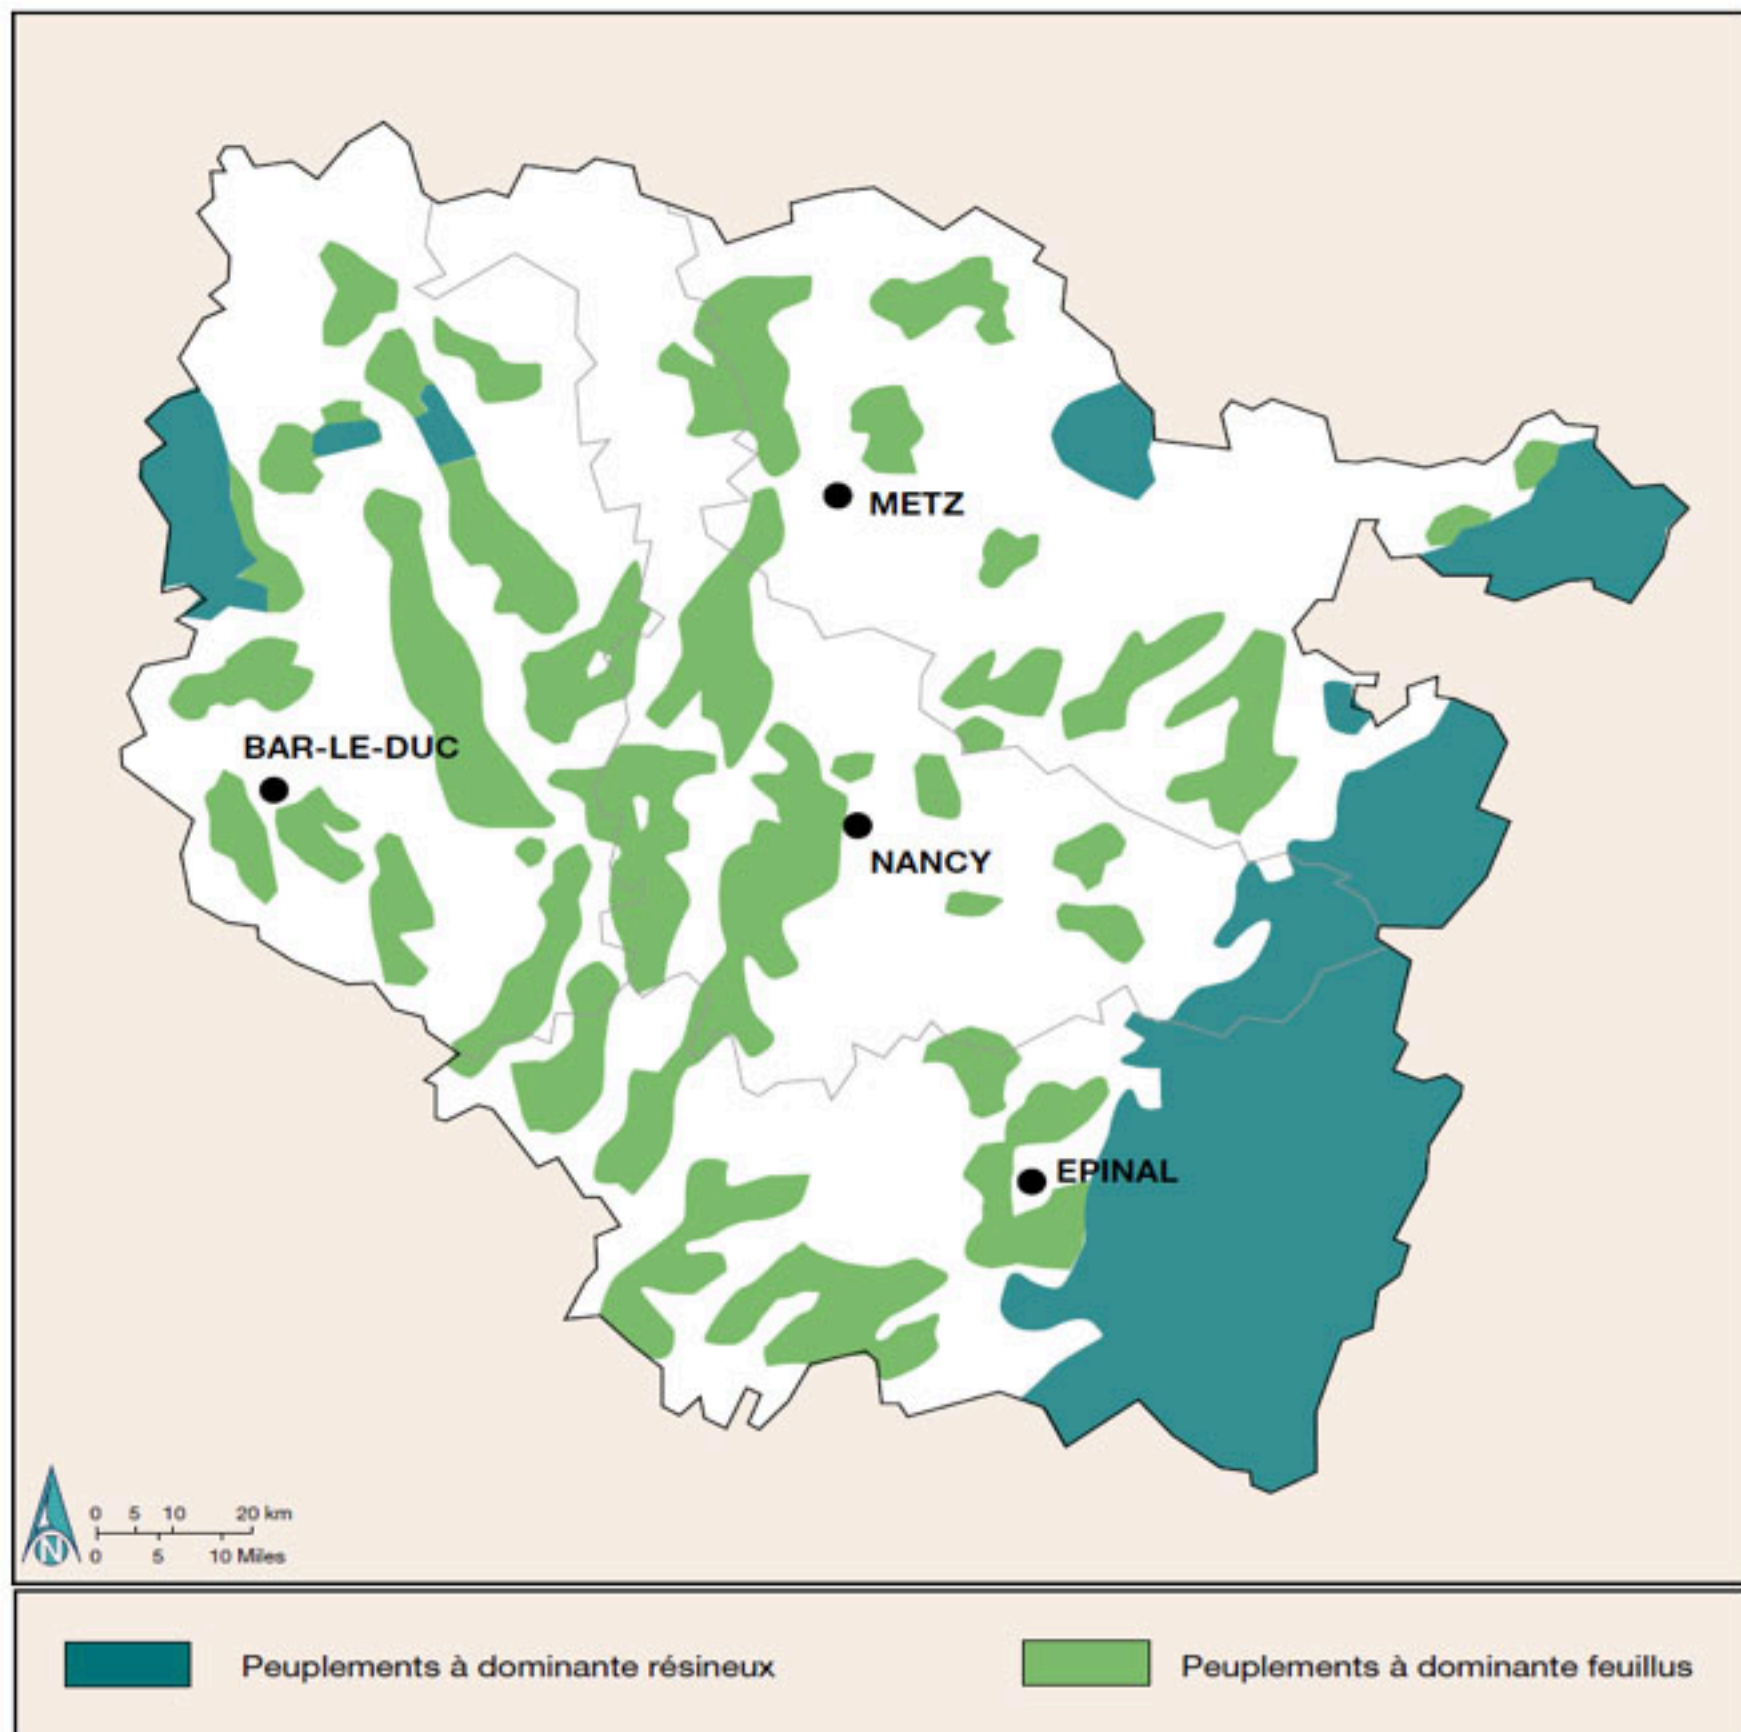 METZ
BAR-LE-DUC
NANCY
EPINAL
0 5 10 20 km
0 5 10 Miles
N
Peuplements à dominante résineux
Peuplements à dominante feuillus